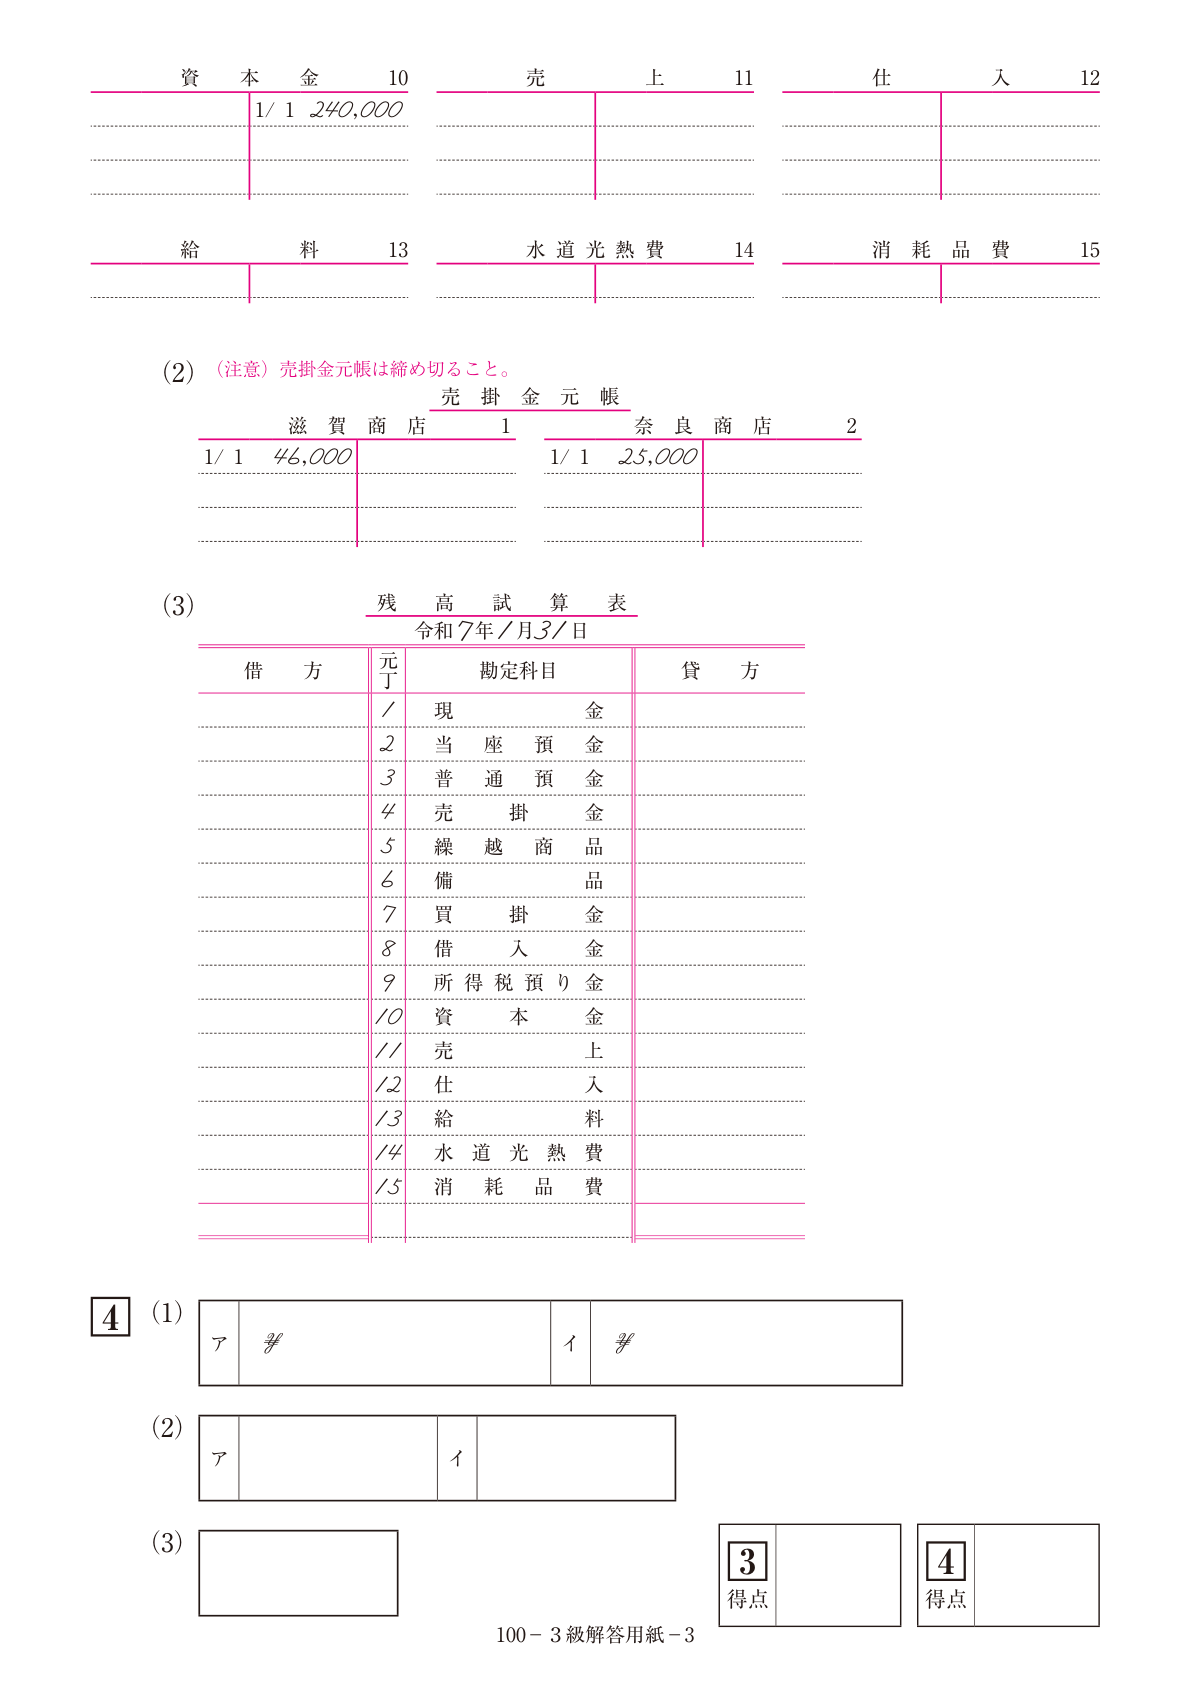 資本金 10 売上 11 仕入 12
1/ 1 240,000
給料 13 水道光熱費 14 消耗品費 15
(2) （注意）売掛金元帳は締め切ること。
売掛金元帳
滋賀商店 1 奈良商店 2
1/ 1 46,000 1/ 1 25,000
(3) 残高試算表
令和7年1月31日
借方 元丁 勘定科目 貸方
1 現金
2 当座預金
3 普通預金
4 売掛金
5 繰越商品
6 備品
7 買掛金
8 借入金
9 所得税預り金
10 資本金
11 売上
12 仕入
13 給料
14 水道光熱費
15 消耗品費
4 (1) ア ¥ イ ¥
(2) ア イ
(3)
3 得点 4 得点
100－３級解答用紙－3